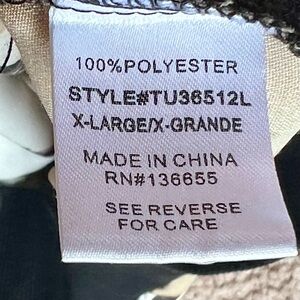 100%POLYESTER
STYLE#TU36512L
X-LARGE/X-GRANDE
MADE IN CHINA
RN#136655
SEE REVERSE
FOR CARE